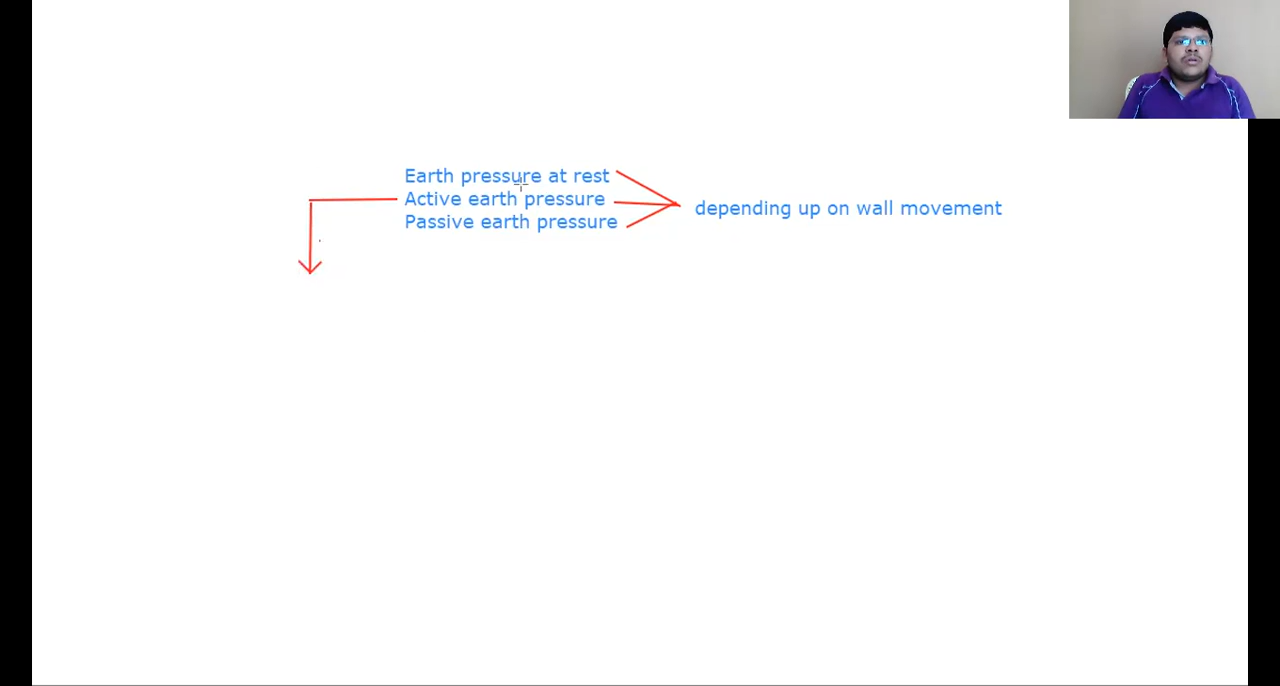 Earth pressure at rest
Active earth pressure
Passive earth pressure
depending up on wall movement